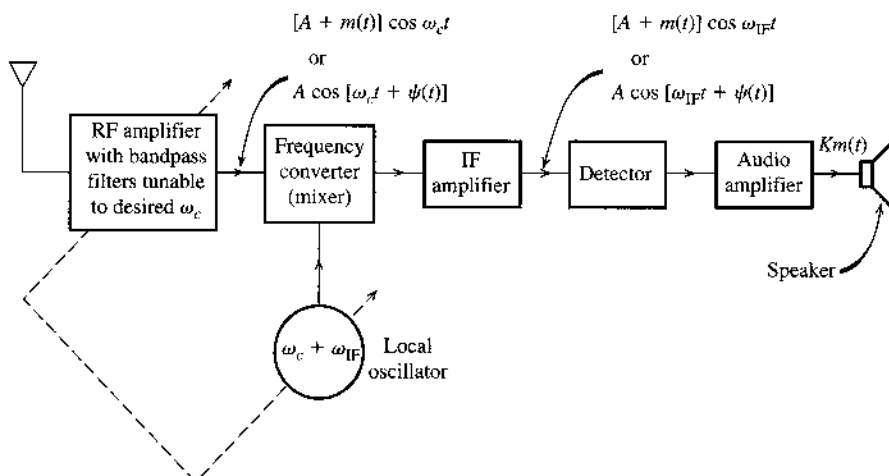 [A + m(t)] cos ω_c t
or
A cos [ω_c t + ψ(t)]
[A + m(t)] cos ω_IF t
or
A cos [ω_IF t + ψ(t)]
RF amplifier
with bandpass
filters tunable
to desired ω_c
Frequency
converter
(mixer)
IF
amplifier
Detector
Audio
amplifier
Km(t)
Speaker
ω_c + ω_IF
Local
oscillator